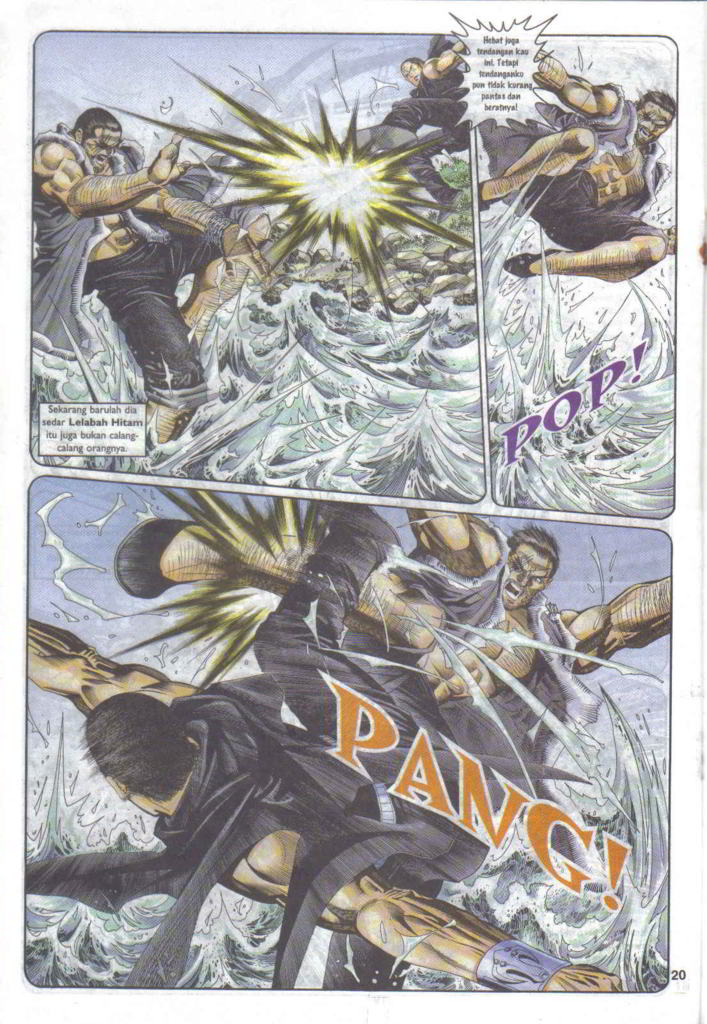 Hebat juga
tendangan kau
ini. Tetapi
tendanganku
pun tidak kurang
pantas dan
beratnya!
Sekarang barulah dia
sedar Lelabah Hitam
itu juga bukan calang-
calang orangnya.
POP!
PANG!
20